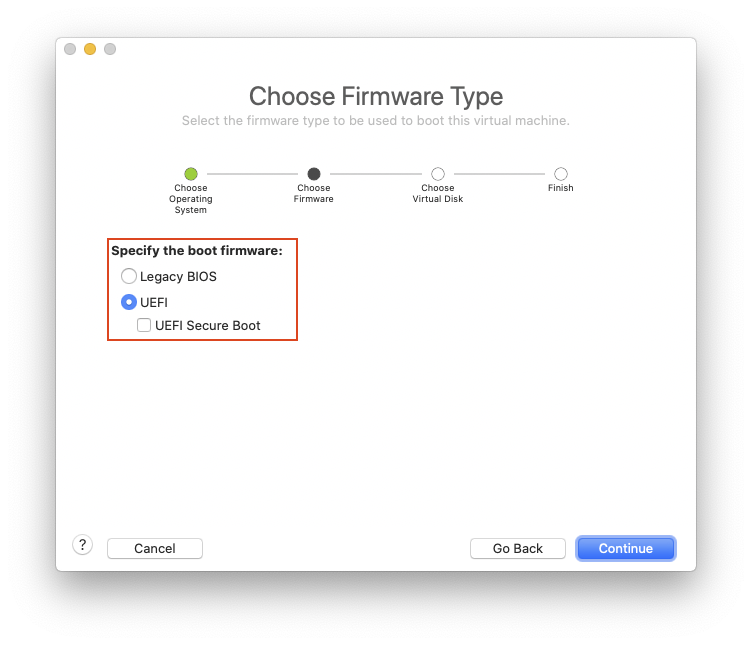 Choose Firmware Type
Select the firmware type to be used to boot this virtual machine.
Choose
Operating
System
Choose
Firmware
Choose
Virtual Disk
Finish
Specify the boot firmware:
Legacy BIOS
UEFI
UEFI Secure Boot
?
Cancel
Go Back
Continue